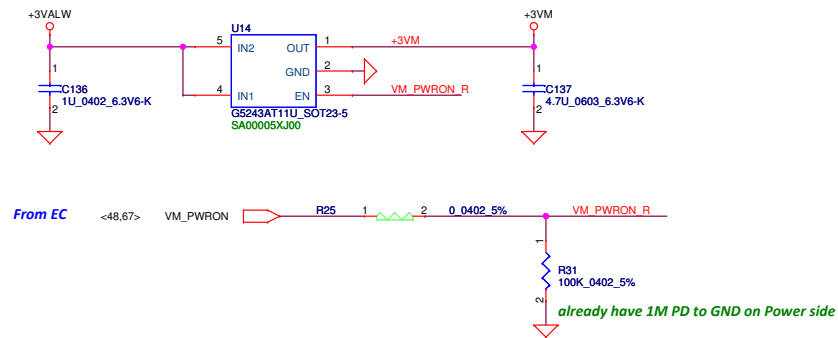 +3VALW
+3VM
U14
5 IN2 OUT 1 +3VM
GND 2
4 IN1 EN 3 VM_PWRON_R
G5243AT11U_SOT23-5
SA00005XJ00
1
C136
1U_0402_6.3V6-K
2
1
C137
4.7U_0603_6.3V6-K
2
From EC <48,67> VM_PWRON R25 1 2 0_0402_5% VM_PWRON_R
1
R31
100K_0402_5%
2
already have 1M PD to GND on Power side